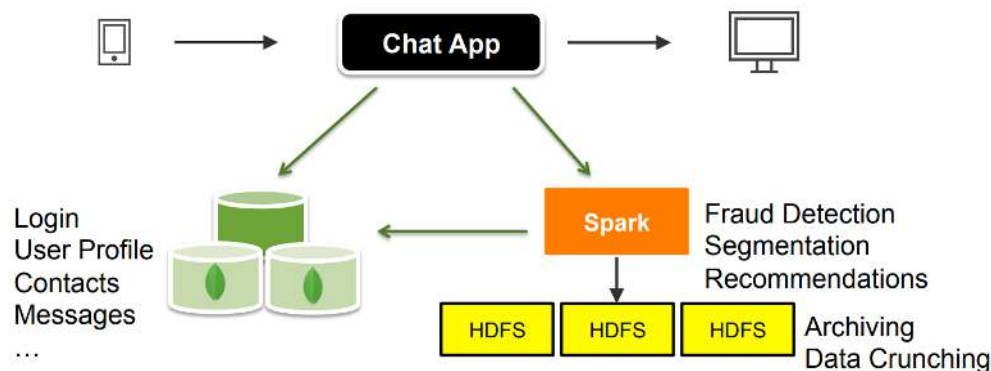 Chat App
Login
User Profile
Contacts
Messages
…
Spark
Fraud Detection
Segmentation
Recommendations
HDFS
HDFS
HDFS
Archiving
Data Crunching